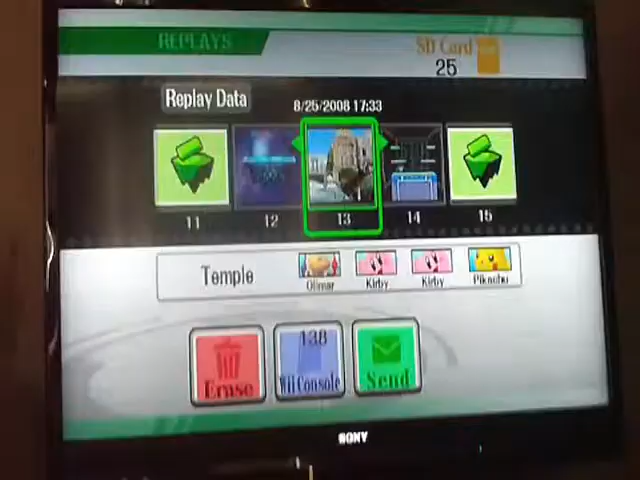 REPLAYS
SD Card
25
Replay Data
8/25/2008 17:33
11 12 13 14 15
Temple
Olimar Kirby Kirby Pikachu
Erase
138
Wii Console
Send
SONY